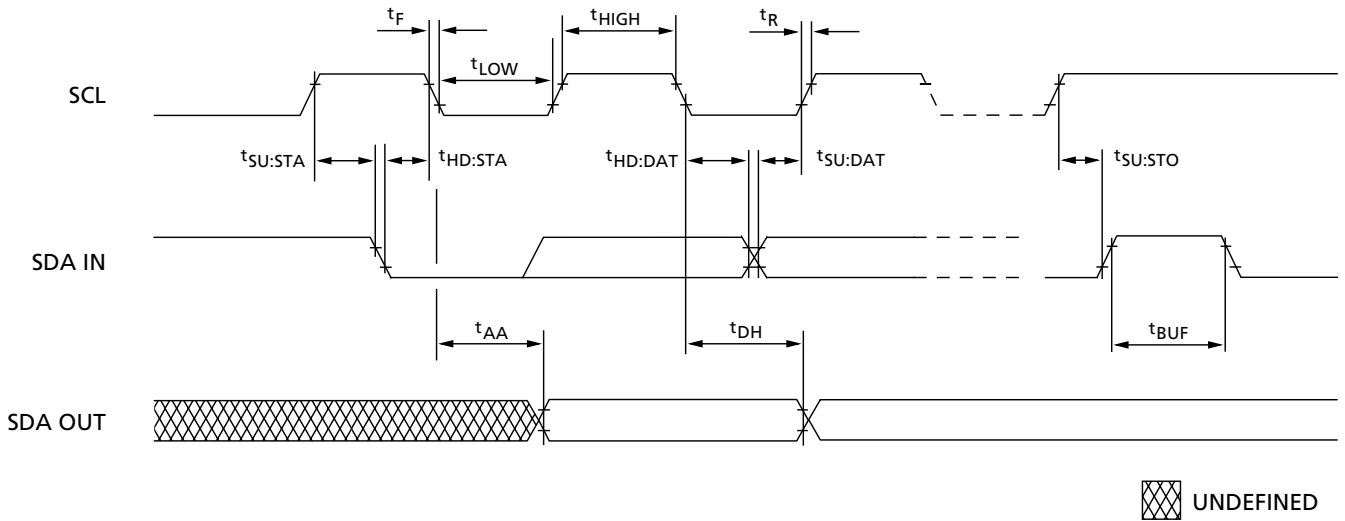 tF
tHIGH
tR
tLOW
SCL
tSU:STA
tHD:STA
tHD:DAT
tSU:DAT
tSU:STO
SDA IN
tAA
tDH
tBUF
SDA OUT
UNDEFINED